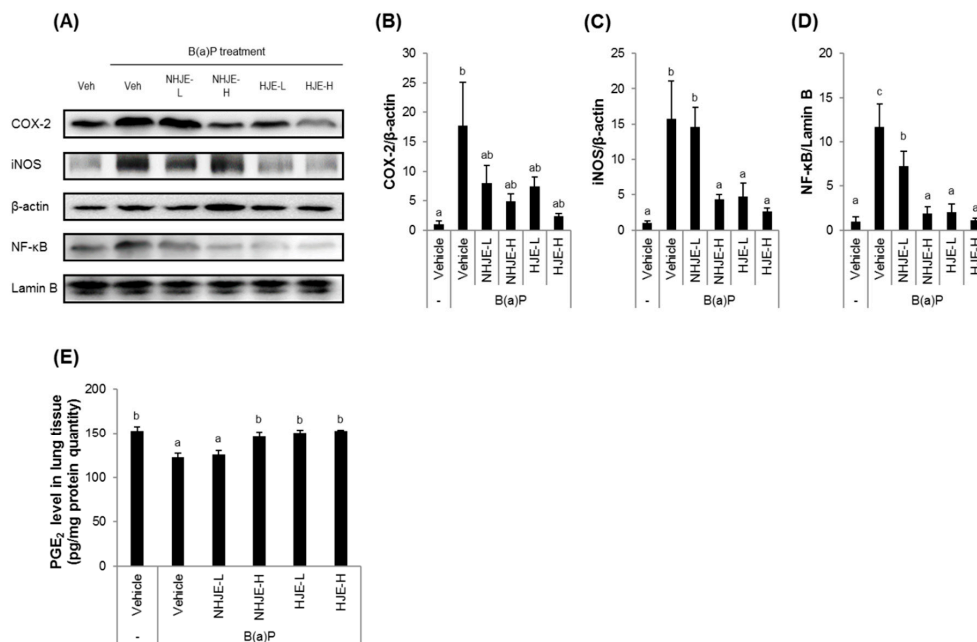 (A)
B(a)P treatment
Veh Veh NHJE-L NHJE-H HJE-L HJE-H
COX-2
iNOS
β-actin
NF-κB
Lamin B
(B)
COX-2/β-actin
30
25
20
15
10
5
0
a b ab ab ab ab
Vehicle Vehicle NHJE-L NHJE-H HJE-L HJE-H
- B(a)P
(C)
iNOS/β-actin
25
20
15
10
5
0
a b b a a a
Vehicle Vehicle NHJE-L NHJE-H HJE-L HJE-H
- B(a)P
(D)
NF-κB/Lamin B
20
15
10
5
0
a c b a a a
Vehicle Vehicle NHJE-L NHJE-H HJE-L HJE-H
- B(a)P
(E)
PGE2 level in lung tissue
(pg/mg protein quantity)
200
150
100
50
0
b a a b b b
Vehicle Vehicle NHJE-L NHJE-H HJE-L HJE-H
- B(a)P